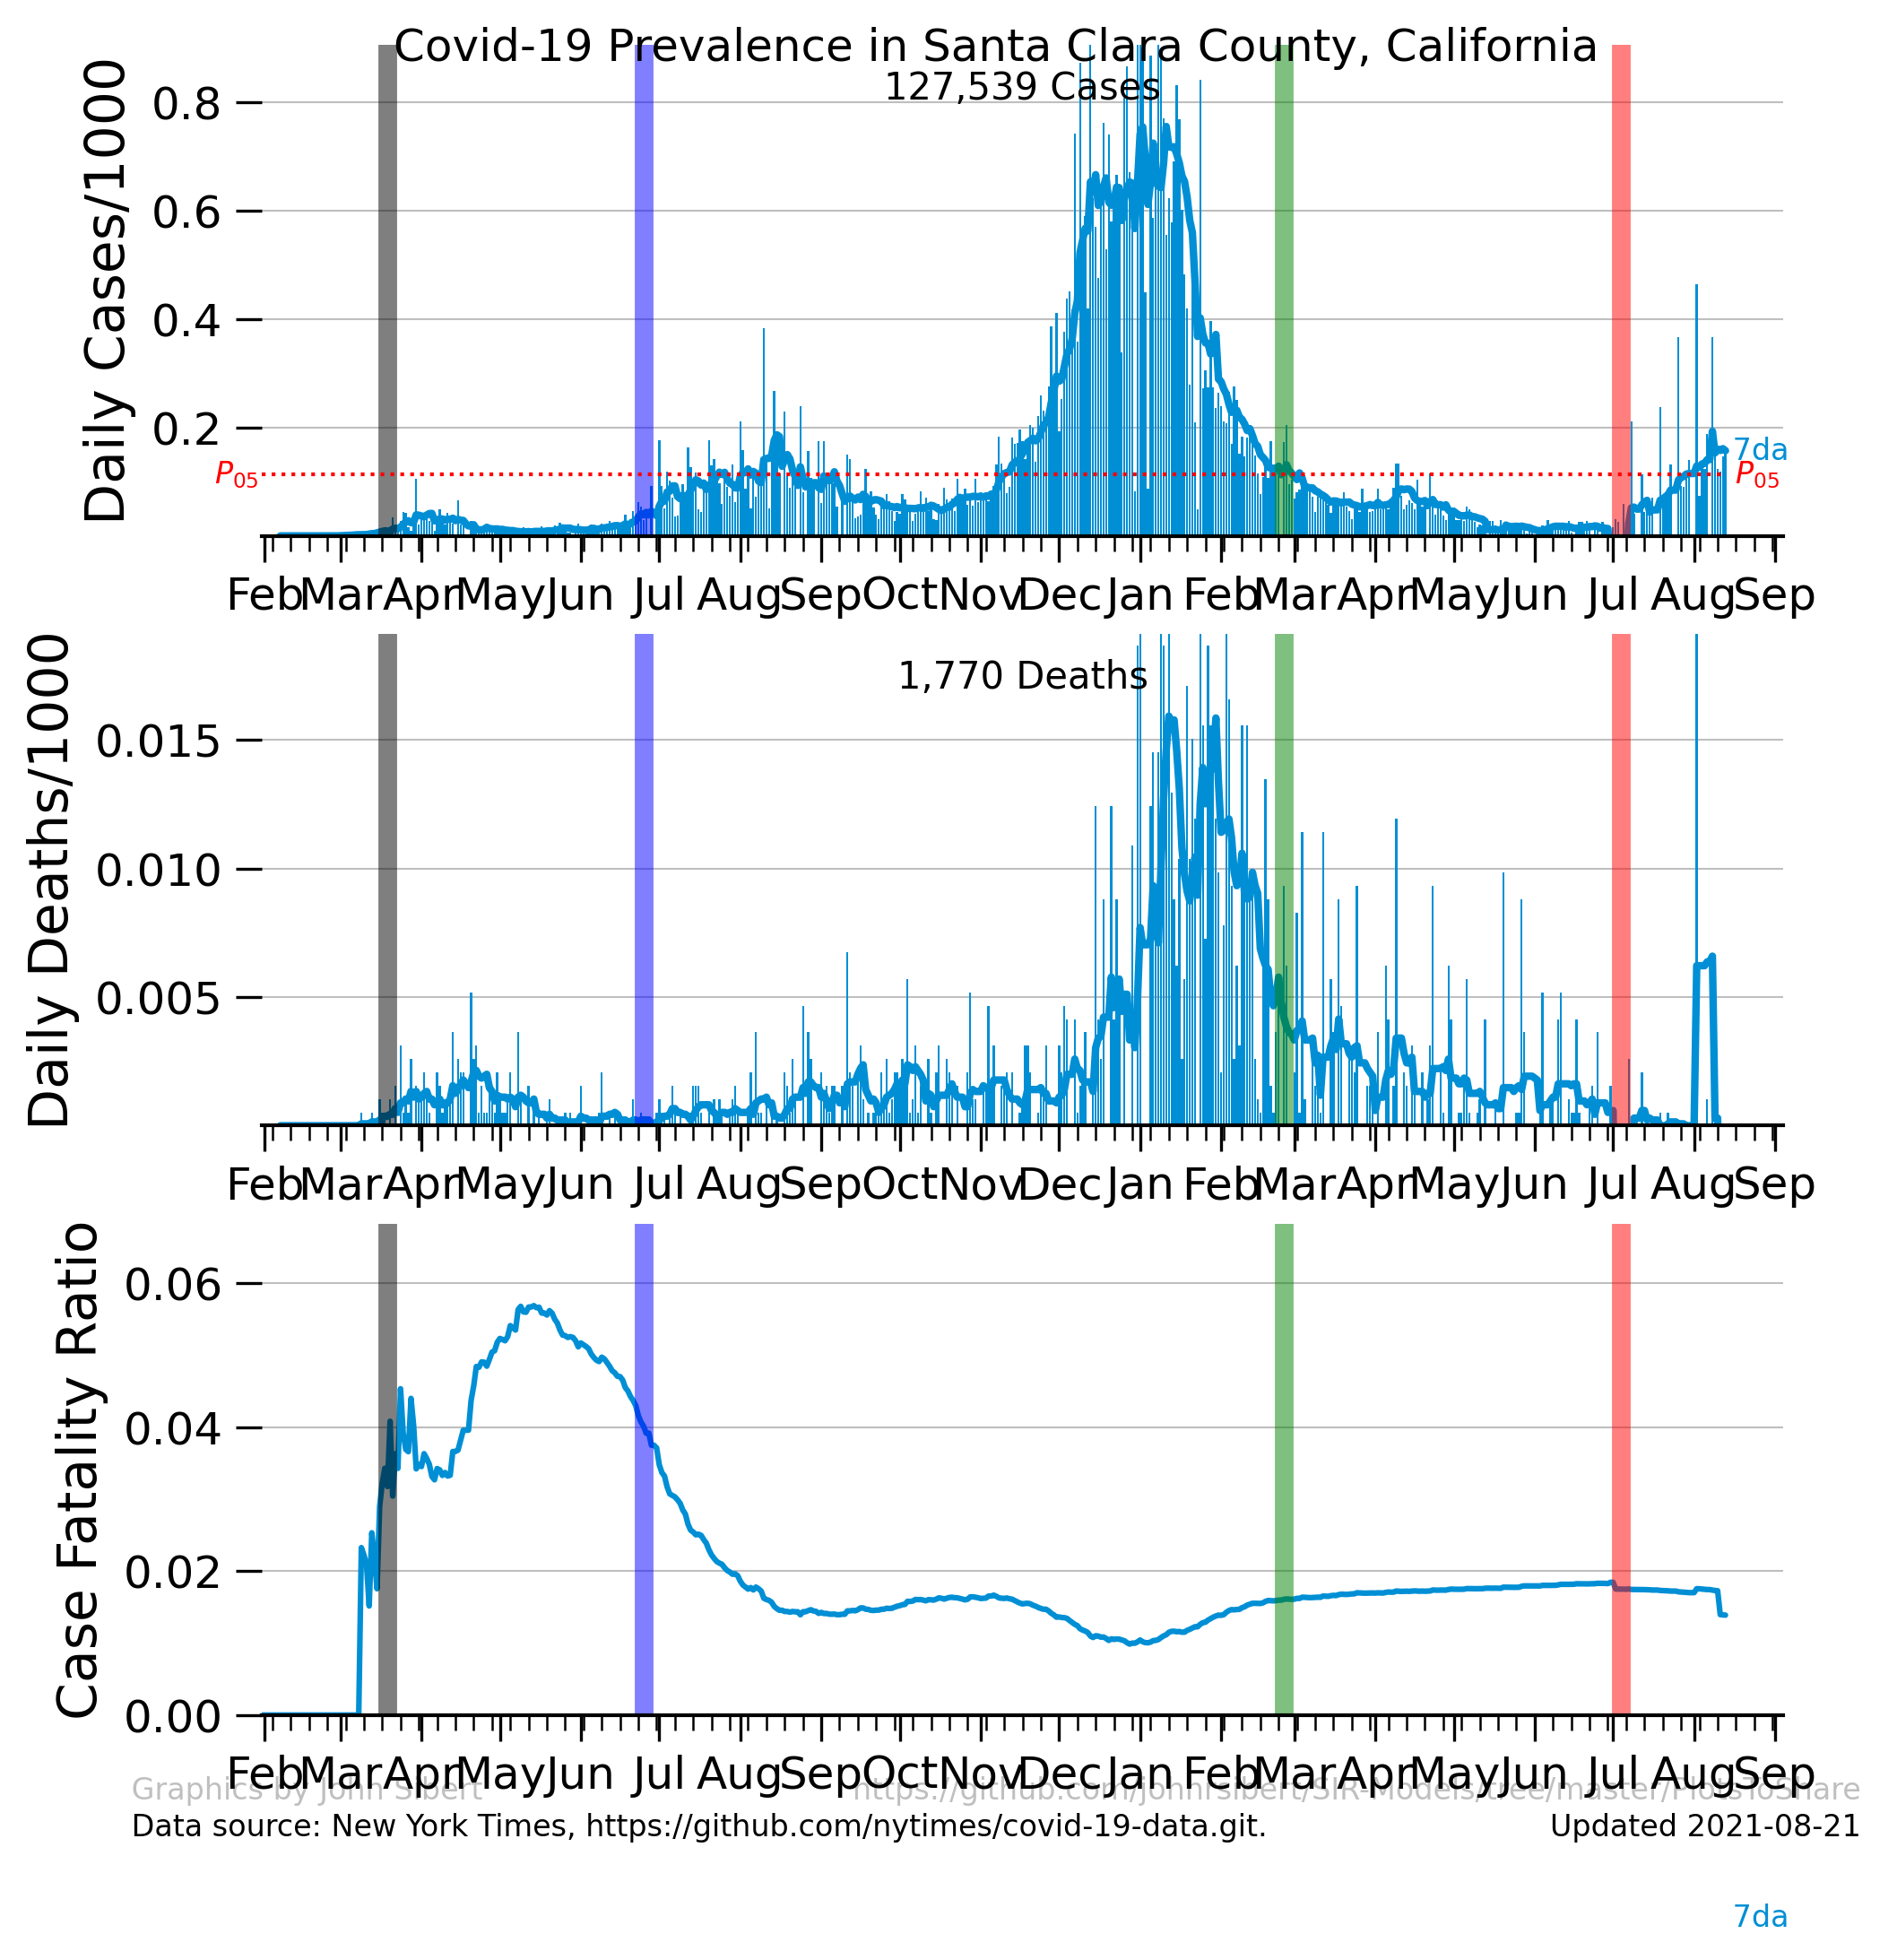 Covid-19 Prevalence in Santa Clara County, California
127,539 Cases
Daily Cases/1000
0.8
0.6
0.4
0.2
7da
P05
P05
Feb Mar Apr May Jun Jul Aug Sep Oct Nov Dec Jan Feb Mar Apr May Jun Jul Aug Sep
1,770 Deaths
Daily Deaths/1000
0.015
0.010
0.005
Feb Mar Apr May Jun Jul Aug Sep Oct Nov Dec Jan Feb Mar Apr May Jun Jul Aug Sep
Case Fatality Ratio
0.06
0.04
0.02
0.00
Feb Mar Apr May Jun Jul Aug Sep Oct Nov Dec Jan Feb Mar Apr May Jun Jul Aug Sep
Graphics by John Sibert https://github.com/johnrsibert/SIR-Models/tree/master/PlotsToShare
Data source: New York Times, https://github.com/nytimes/covid-19-data.git. Updated 2021-08-21
7da